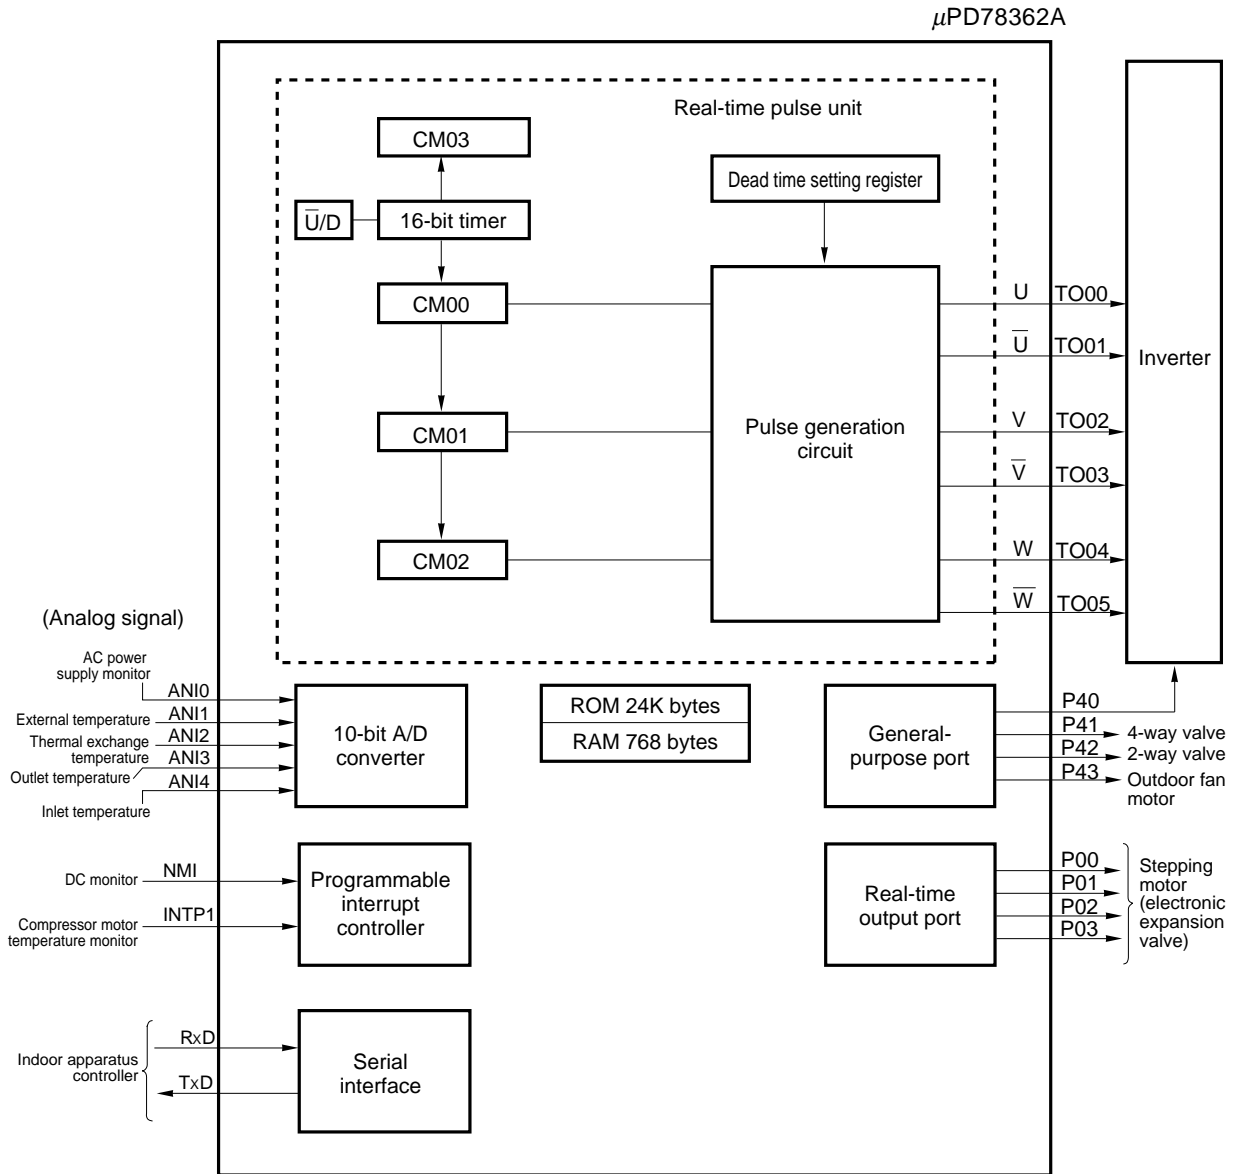 μPD78362A
Real-time pulse unit
CM03
Dead time setting register
U̅/D
16-bit timer
CM00
CM01
CM02
Pulse generation
circuit
U TO00
U̅ TO01
V TO02
V̅ TO03
W TO04
W̅ TO05
Inverter
(Analog signal)
AC power
supply monitor
ANI0
External temperature
ANI1
Thermal exchange
temperature
ANI2
Outlet temperature
ANI3
Inlet temperature
ANI4
10-bit A/D
converter
ROM 24K bytes
RAM 768 bytes
General-
purpose port
P40
P41
4-way valve
P42
2-way valve
P43
Outdoor fan
motor
DC monitor
NMI
Compressor motor
temperature monitor
INTP1
Programmable
interrupt
controller
Real-time
output port
P00
P01
P02
P03
Stepping
motor
(electronic
expansion
valve)
Indoor apparatus
controller
RxD
TxD
Serial
interface